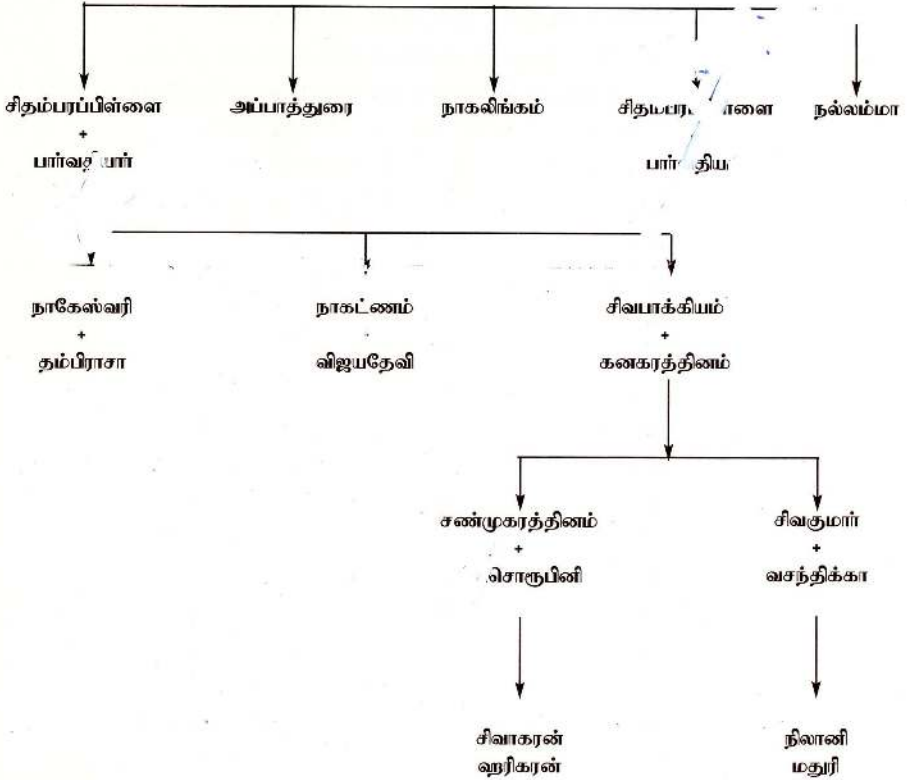 சிதம்பரப்பிள்ளை அப்பாத்துரை நாகலிங்கம் நல்லம்மா
+
நாகேஸ்வரி நாகட்ணம் சிவபாக்கியம்
+ +
தம்பிராசா விஜயதேவி கனகரத்தினம்
சண்முகரத்தினம் சிவகுமார்
+ +
சொரூபினி வசந்திக்கா
சிவாகரன் நிலானி
ஹரிகரன் மதுரி